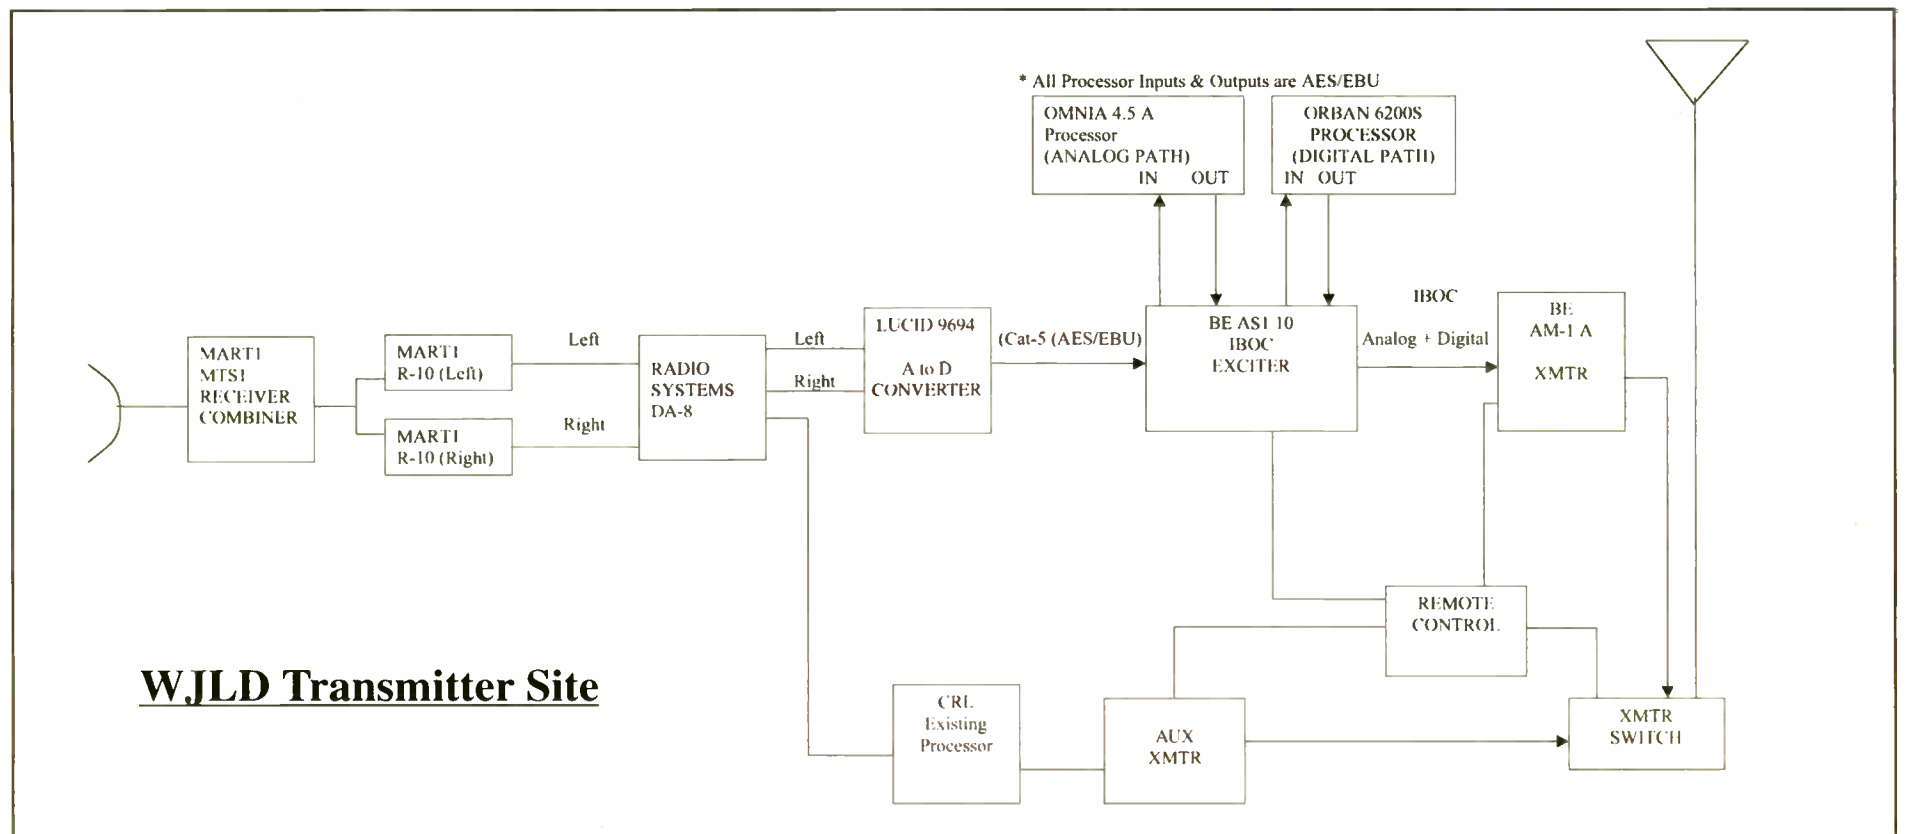 * All Processor Inputs & Outputs are AES/EBU
OMNIA 4.5 A
Processor
(ANALOG PATH)
IN OUT
ORBAN 6200S
PROCESSOR
(DIGITAL PATH)
IN OUT
MARTI
MTS1
RECEIVER
COMBINER
MARTI
R-10 (Left)
MARTI
R-10 (Right)
Left
Right
RADIO
SYSTEMS
DA-8
Left
Right
LUCID 9694
A to D
CONVERTER
(Cat-5 (AES/EBU)
BE ASI 10
IBOC
EXCITER
IBOC
Analog + Digital
BE
AM-1 A
XMTR
REMOTE
CONTROL
WJLD Transmitter Site
CRL
Existing
Processor
AUX
XMTR
XMTR
SWITCH